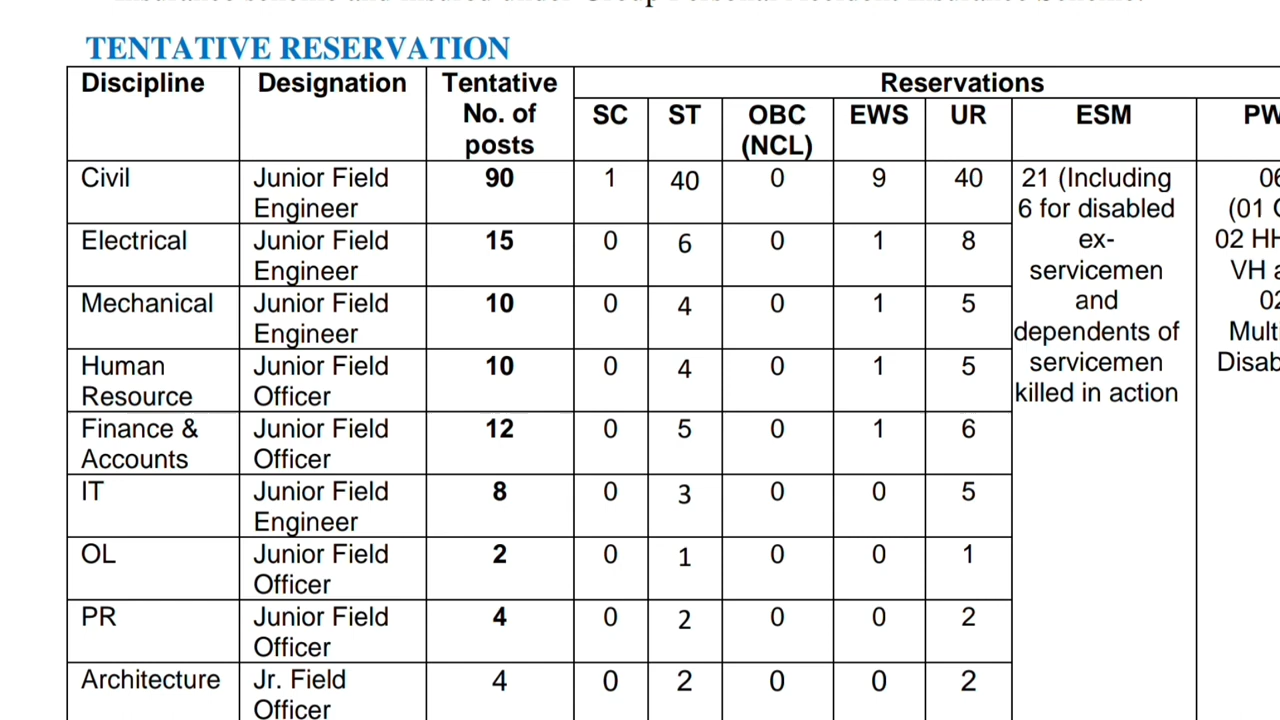 TENTATIVE RESERVATION
Discipline Designation Tentative No. of posts Reservations
SC ST OBC (NCL) EWS UR ESM
Civil Junior Field Engineer 90 1 40 0 9 40
Electrical Junior Field Engineer 15 0 6 0 1 8
Mechanical Junior Field Engineer 10 0 4 0 1 5
Human Resource Junior Field Officer 10 0 4 0 1 5
Finance & Accounts Junior Field Officer 12 0 5 0 1 6
IT Junior Field Engineer 8 0 3 0 0 5
OL Junior Field Officer 2 0 1 0 0 1
PR Junior Field Officer 4 0 2 0 0 2
Architecture Jr. Field Officer 4 0 2 0 0 2
21 (Including
6 for disabled
ex-
servicemen
and
dependents of
servicemen
killed in action
(01
02 HH
VH